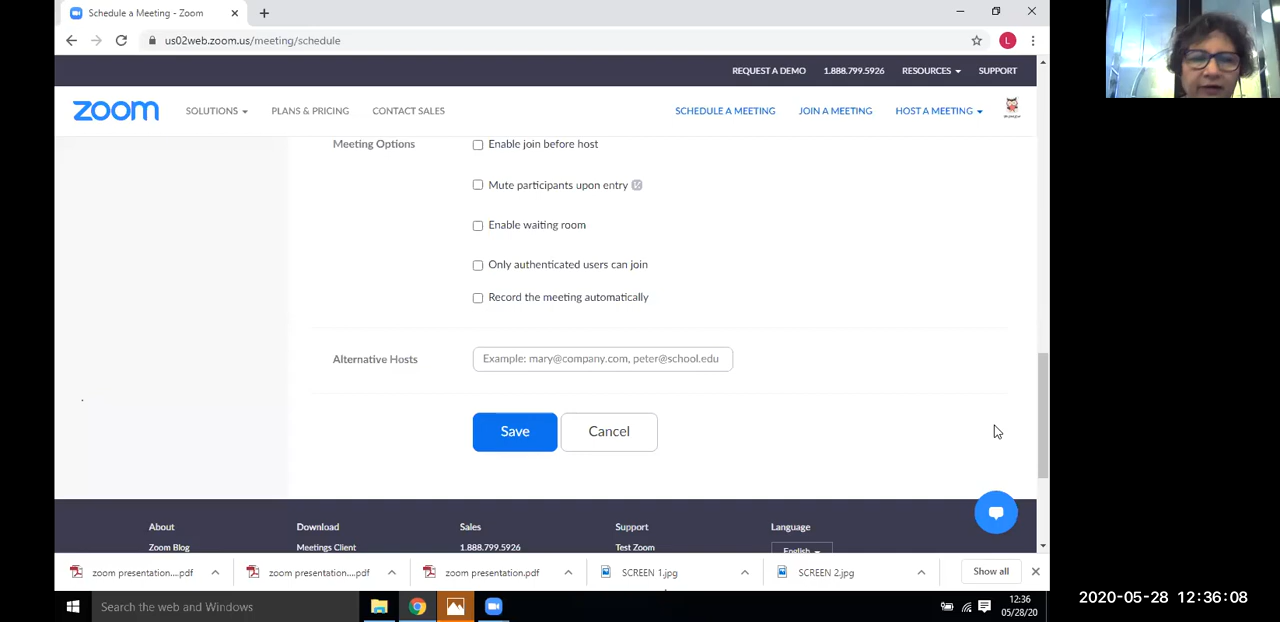 Schedule a Meeting - Zoom
us02web.zoom.us/meeting/schedule
L
REQUEST A DEMO 1.888.799.5926 RESOURCES SUPPORT
zoom SOLUTIONS PLANS & PRICING CONTACT SALES SCHEDULE A MEETING JOIN A MEETING HOST A MEETING
Meeting Options Enable join before host
Mute participants upon entry
Enable waiting room
Only authenticated users can join
Record the meeting automatically
Alternative Hosts Example: mary@company.com, peter@school.edu
Save Cancel
About Download Sales Support Language
Zoom Blog Meetings Client 1.888.799.5926 Test Zoom English
zoom presentation....pdf zoom presentation....pdf zoom presentation.pdf SCREEN 1.jpg SCREEN 2.jpg Show all
Search the web and Windows
12:36
05/28/20
2020-05-28 12:36:08